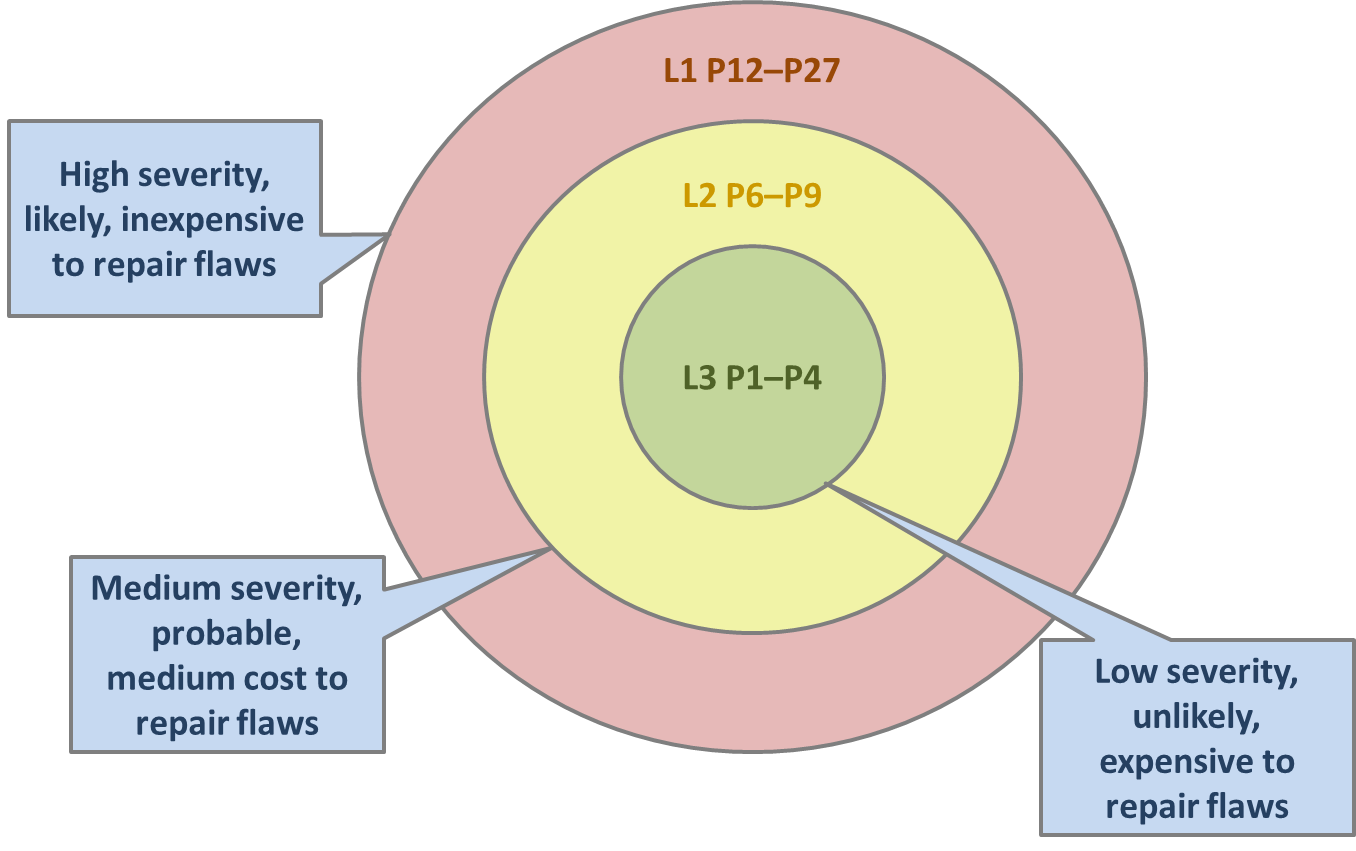 L1 P12–P27
High severity,
likely, inexpensive
to repair flaws
L2 P6–P9
L3 P1–P4
Medium severity,
probable,
medium cost to
repair flaws
Low severity,
unlikely,
expensive to
repair flaws